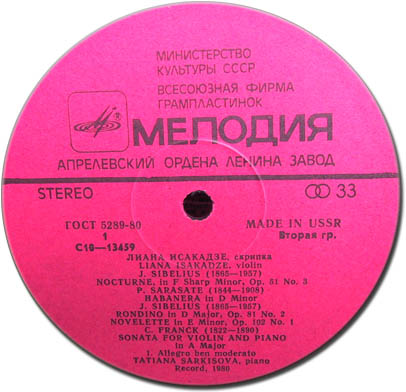 МИНИСТЕРСТВО
КУЛЬТУРЫ СССР
ВСЕСОЮЗНАЯ ФИРМА
ГРАМПЛАСТИНОК
МЕЛОДИЯ
АПРЕЛЕВСКИЙ ОРДЕНА ЛЕНИНА ЗАВОД
STEREO 33
ГОСТ 5289-80 MADE IN USSR
1 Вторая гр.
С10—13459
ЛИАНА ИСАКАДЗЕ, скрипка
LIANA ISAKADZE, violin
J. SIBELIUS (1865—1957)
NOCTURNE, in F Sharp Minor, Op. 51 No. 3
P. SARASATE (1844—1908)
HABANERA in D Minor
J. SIBELIUS (1865—1957)
RONDINO in D Major, Op. 81 No. 2
NOVELETTE in E Minor, Op. 102 No. 1
C. FRANCK (1822—1890)
SONATA FOR VIOLIN AND PIANO
in A Major
1. Allegro ben moderato
TATIANA SARKISOVA, piano
Record, 1980